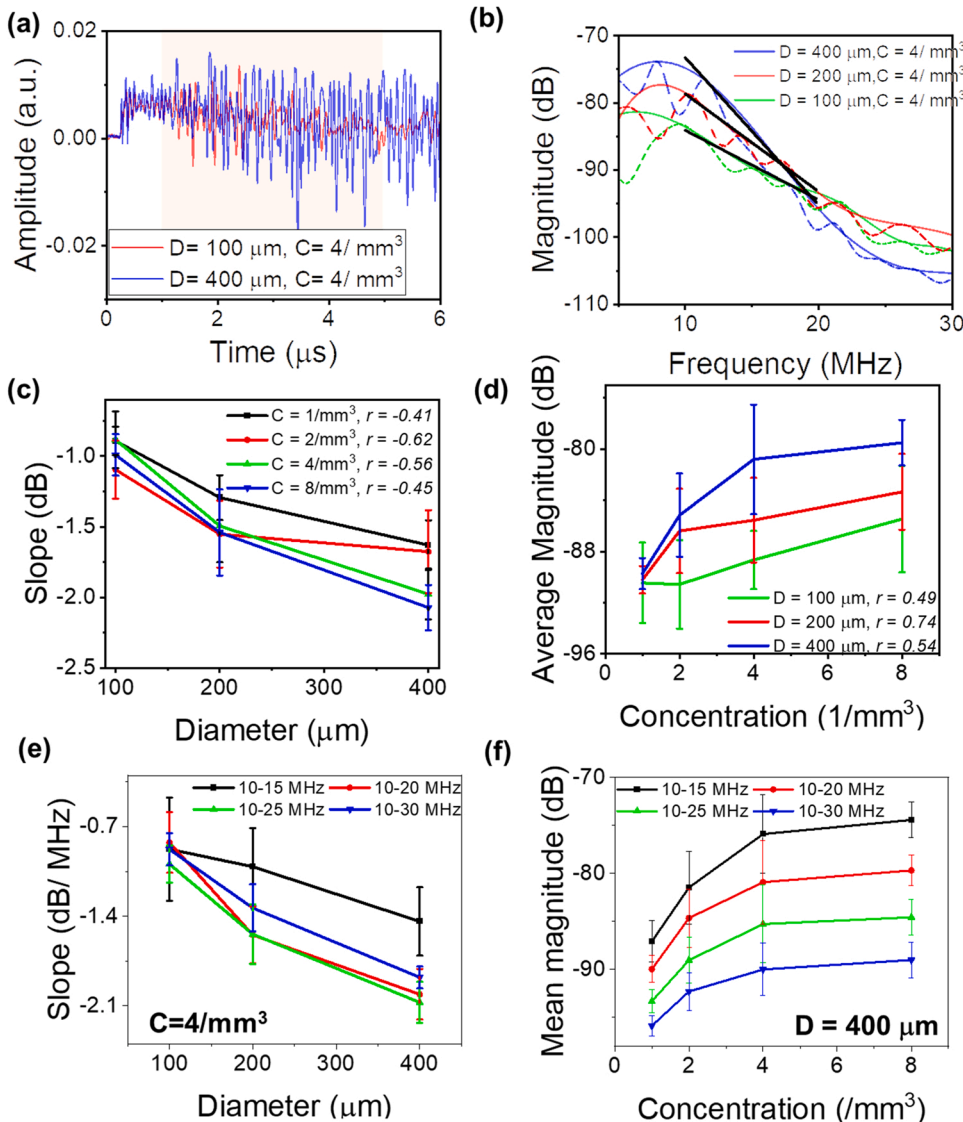 (a)
0.02
0.00
-0.02
Amplitude (a.u.)
D= 100 μm, C= 4/ mm³
D= 400 μm, C= 4/ mm³
0 1 2 3 4 5 6
Time (μs)
(b)
-70
-80
-90
-100
-110
Magnitude (dB)
D = 400 μm,C = 4/ mm³
D = 200 μm,C = 4/ mm³
D = 100 μm,C = 4/ mm³
10 20 30
Frequency (MHz)
(c)
-1.0
-1.5
-2.0
-2.5
Slope (dB)
C = 1/mm³, r = -0.41
C = 2/mm³, r = -0.62
C = 4/mm³, r = -0.56
C = 8/mm³, r = -0.45
100 200 300 400
Diameter (μm)
(d)
-80
-88
-96
Average Magnitude (dB)
D = 100 μm, r = 0.49
D = 200 μm, r = 0.74
D = 400 μm, r = 0.54
0 2 4 6 8
Concentration (1/mm³)
(e)
-0.7
-1.4
-2.1
Slope (dB/ MHz)
10-15 MHz 10-20 MHz
10-25 MHz 10-30 MHz
C=4/mm³
100 200 300 400
Diameter (μm)
(f)
-70
-80
-90
Mean magnitude (dB)
10-15 MHz 10-20 MHz
10-25 MHz 10-30 MHz
D = 400 μm
0 2 4 6 8
Concentration (/mm³)